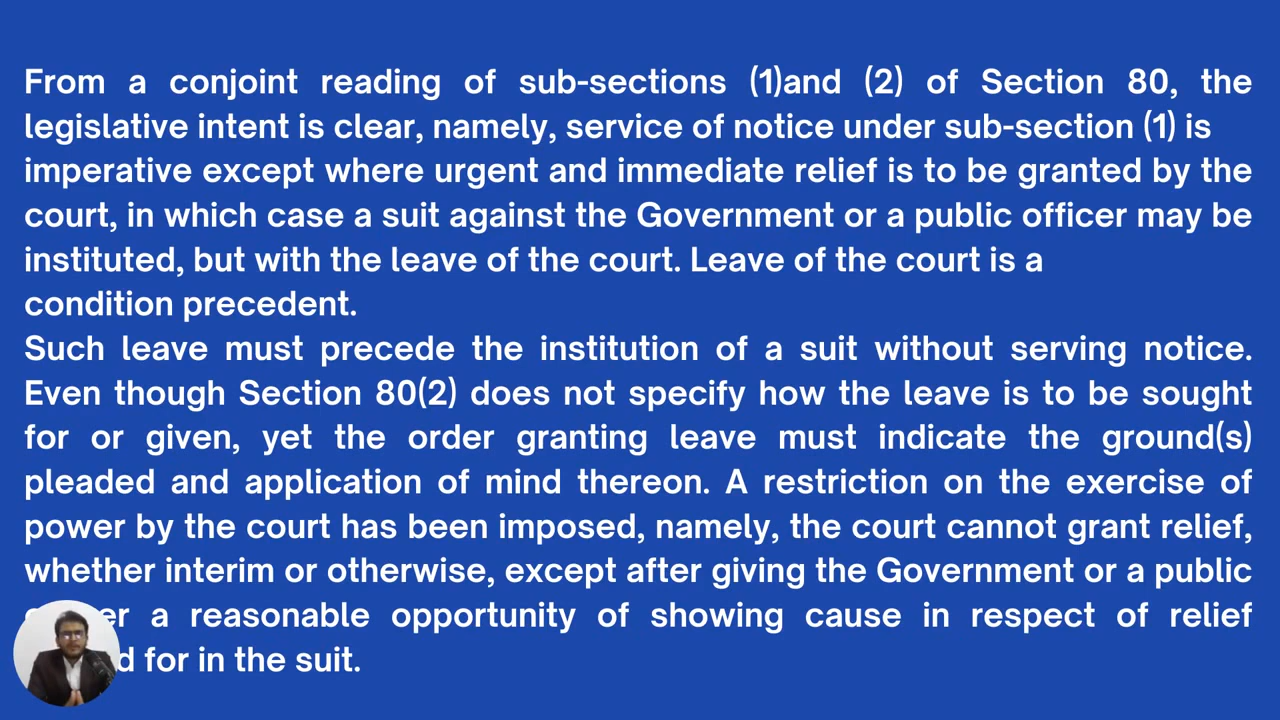 From a conjoint reading of sub-sections (1)and (2) of Section 80, the
legislative intent is clear, namely, service of notice under sub-section (1) is
imperative except where urgent and immediate relief is to be granted by the
court, in which case a suit against the Government or a public officer may be
instituted, but with the leave of the court. Leave of the court is a
condition precedent.
Such leave must precede the institution of a suit without serving notice.
Even though Section 80(2) does not specify how the leave is to be sought
for or given, yet the order granting leave must indicate the ground(s)
pleaded and application of mind thereon. A restriction on the exercise of
power by the court has been imposed, namely, the court cannot grant relief,
whether interim or otherwise, except after giving the Government or a public
a reasonable opportunity of showing cause in respect of relief
for in the suit.